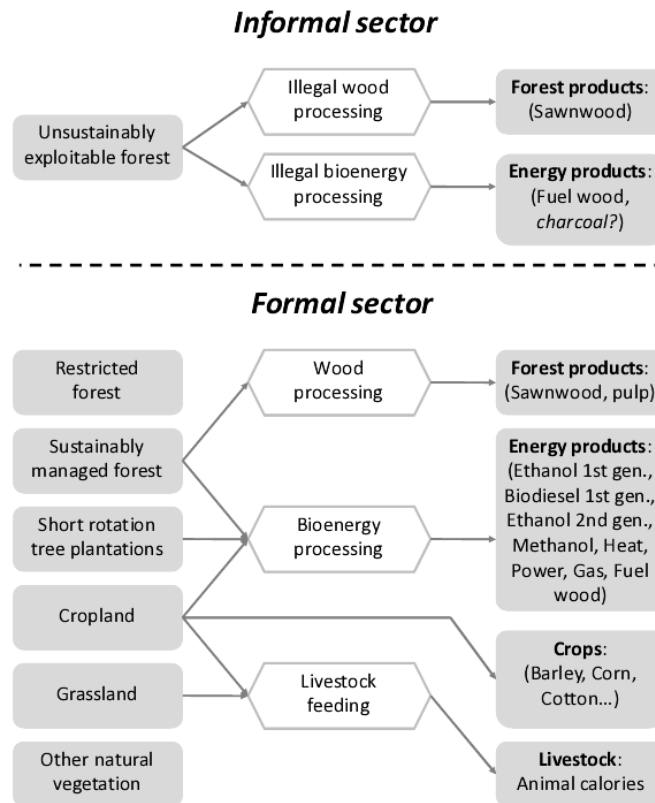 Informal sector
Unsustainably
exploitable forest
Illegal wood
processing
Forest products:
(Sawnwood)
Illegal bioenergy
processing
Energy products:
(Fuel wood,
charcoal?)
Formal sector
Restricted
forest
Wood
processing
Forest products:
(Sawnwood, pulp)
Sustainably
managed forest
Short rotation
tree plantations
Bioenergy
processing
Energy products:
(Ethanol 1st gen.,
Biodiesel 1st gen.,
Ethanol 2nd gen.,
Methanol, Heat,
Power, Gas, Fuel
wood)
Cropland
Crops:
(Barley, Corn,
Cotton…)
Grassland
Livestock
feeding
Other natural
vegetation
Livestock:
Animal calories